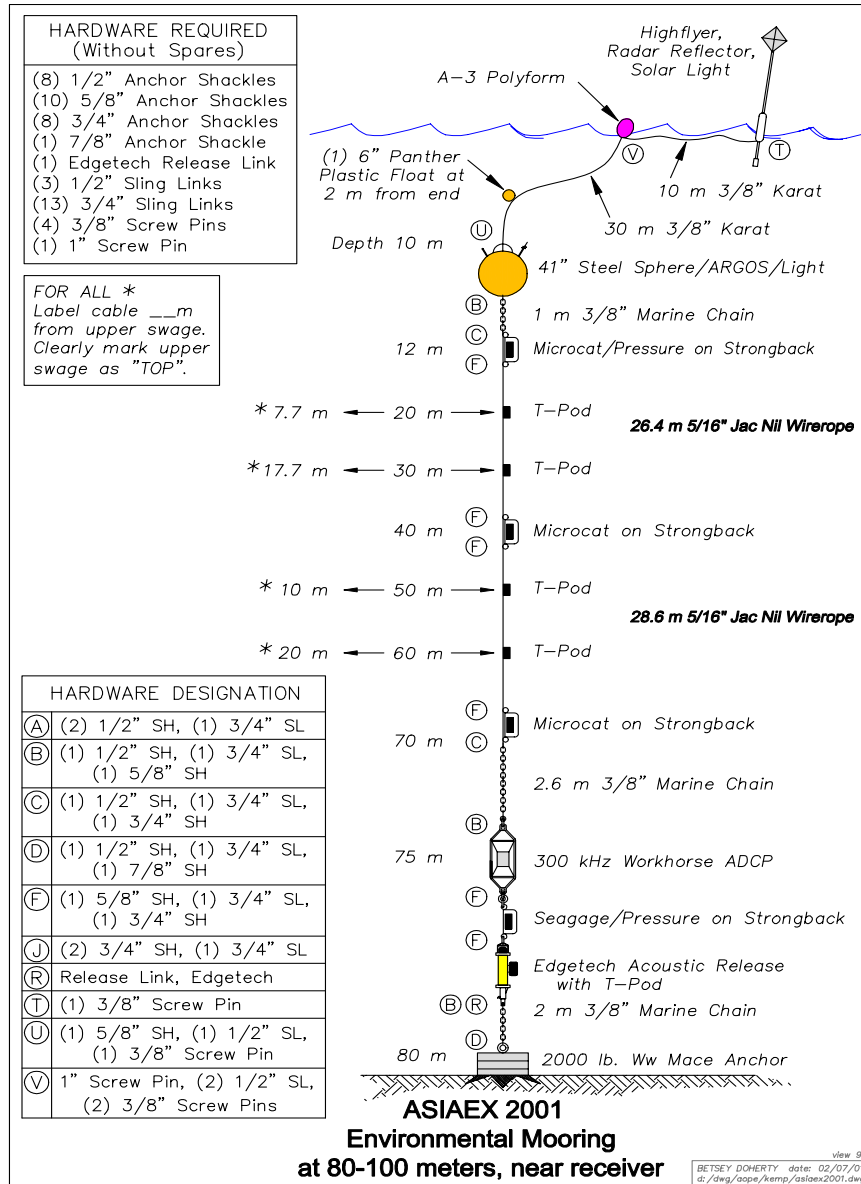 HARDWARE REQUIRED
(Without Spares)
(8) 1/2" Anchor Shackles
(10) 5/8" Anchor Shackles
(8) 3/4" Anchor Shackles
(1) 7/8" Anchor Shackle
(1) Edgetech Release Link
(3) 1/2" Sling Links
(13) 3/4" Sling Links
(4) 3/8" Screw Pins
(1) 1" Screw Pin
FOR ALL *
Label cable __m
from upper swage.
Clearly mark upper
swage as "TOP".
Highflyer,
Radar Reflector,
Solar Light
A-3 Polyform
V
T
(1) 6" Panther
Plastic Float at
2 m from end
10 m 3/8" Karat
30 m 3/8" Karat
U
Depth 10 m
41" Steel Sphere/ARGOS/Light
B
1 m 3/8" Marine Chain
C
12 m
Microcat/Pressure on Strongback
F
* 7.7 m 20 m T-Pod
26.4 m 5/16" Jac Nil Wirerope
*17.7 m 30 m T-Pod
F
40 m
Microcat on Strongback
F
* 10 m 50 m T-Pod
28.6 m 5/16" Jac Nil Wirerope
* 20 m 60 m T-Pod
F
Microcat on Strongback
70 m
C
2.6 m 3/8" Marine Chain
B
75 m
300 kHz Workhorse ADCP
F
Seagage/Pressure on Strongback
F
Edgetech Acoustic Release
with T-Pod
B R
2 m 3/8" Marine Chain
D
80 m
2000 lb. Ww Mace Anchor
HARDWARE DESIGNATION
A (2) 1/2" SH, (1) 3/4" SL
B (1) 1/2" SH, (1) 3/4" SL,
(1) 5/8" SH
C (1) 1/2" SH, (1) 3/4" SL,
(1) 3/4" SH
D (1) 1/2" SH, (1) 3/4" SL,
(1) 7/8" SH
F (1) 5/8" SH, (1) 3/4" SL,
(1) 3/4" SH
J (2) 3/4" SH, (1) 3/4" SL
R Release Link, Edgetech
T (1) 3/8" Screw Pin
U (1) 5/8" SH, (1) 1/2" SL,
(1) 3/8" Screw Pin
V 1" Screw Pin, (2) 1/2" SL,
(2) 3/8" Screw Pins
ASIAEX 2001
Environmental Mooring
at 80-100 meters, near receiver
view 9
BETSEY DOHERTY date: 02/07/0
d:/dwg/aope/kemp/asiaex2001.dw